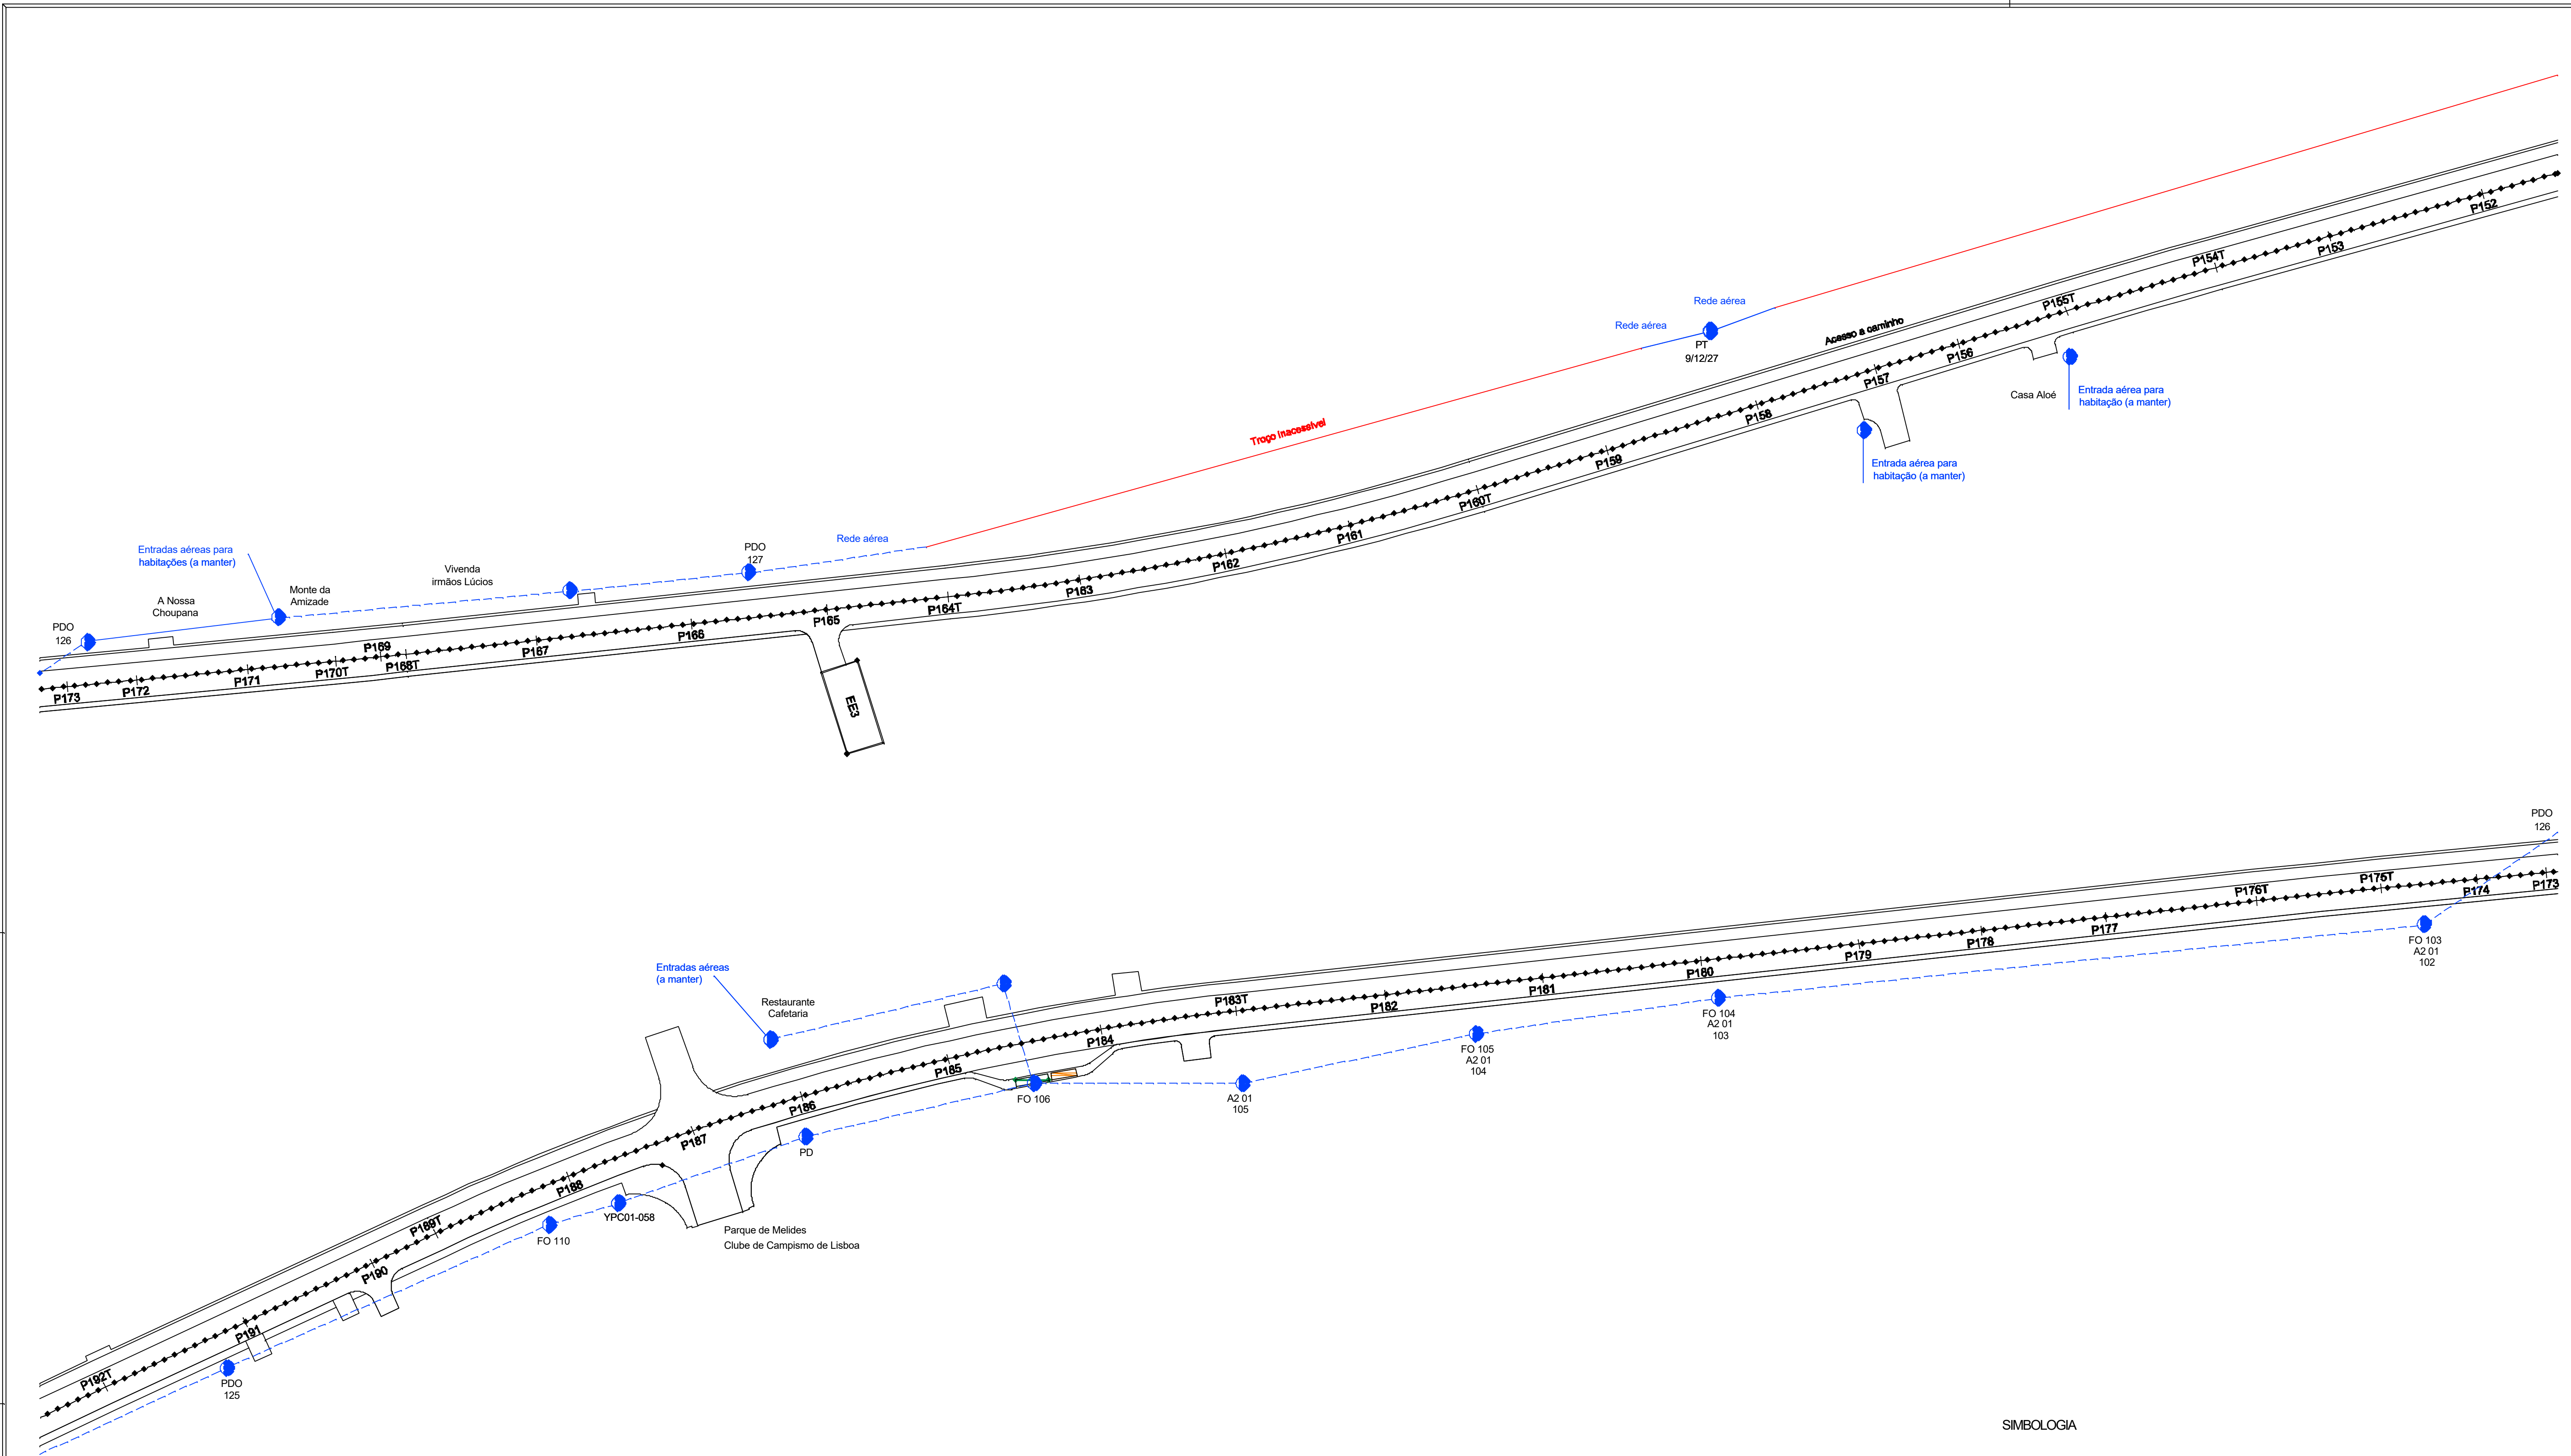 P152
P153
P154T
P155T
Rede aérea
Rede aérea
PT
9/12/27
Acesso a caminho
P156
P157
Casa Aloé
Entrada aérea para
habitação (a manter)
P158
Troço inacessível
P159
Entrada aérea para
habitação (a manter)
P160T
P161
Rede aérea
PDO
127
P162
P163
P164T
P165
P166
P167
Entradas aéreas para
habitações (a manter)
Vivenda
irmãos Lúcios
Monte da
Amizade
A Nossa
Choupana
PDO
126
P169
P168T
P170T
P171
P172
P173
EE3
PDO
126
P173
P174
P175T
P176T
P177
P178
P179
P180
P181
P182
P183T
P184
P185
P186
P187
P188
P189T
P190
P191
P192T
FO 103
A2 01
102
FO 104
A2 01
103
FO 105
A2 01
104
A2 01
105
FO 106
Entradas aéreas
(a manter)
Restaurante
Cafetaria
PD
YPC01-058
FO 110
Parque de Melides
Clube de Campismo de Lisboa
PDO
125
SIMBOLOGIA